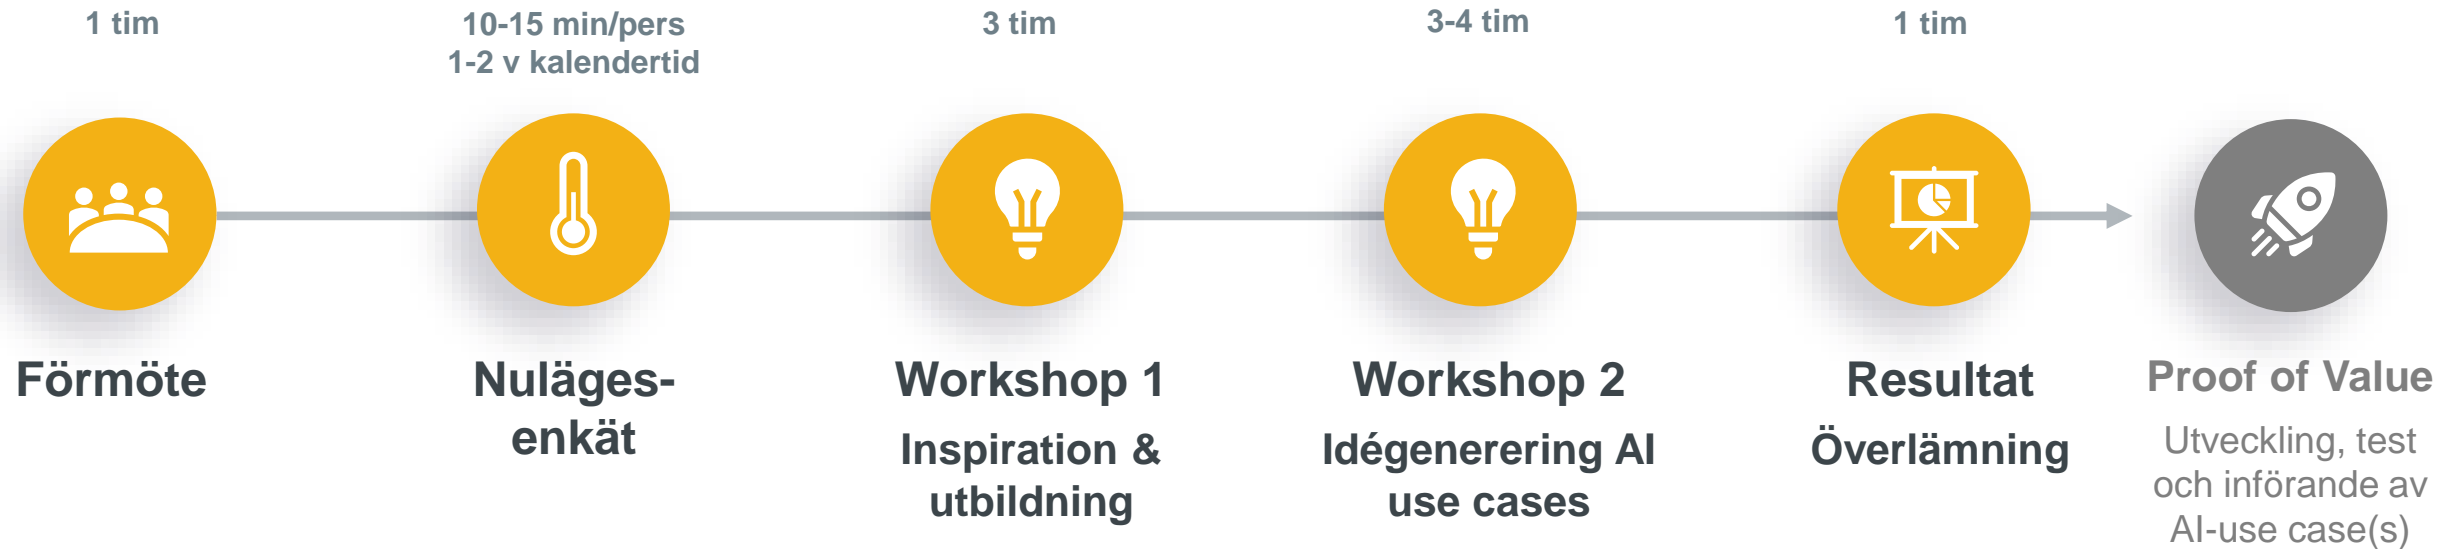 1 tim
10-15 min/pers
1-2 v kalendertid
3 tim
3-4 tim
1 tim
Förmöte
Nuläges-
enkät
Workshop 1
Inspiration &
utbildning
Workshop 2
Idégenerering AI
use cases
Resultat
Överlämning
Proof of Value
Utveckling, test
och införande av
AI-use case(s)